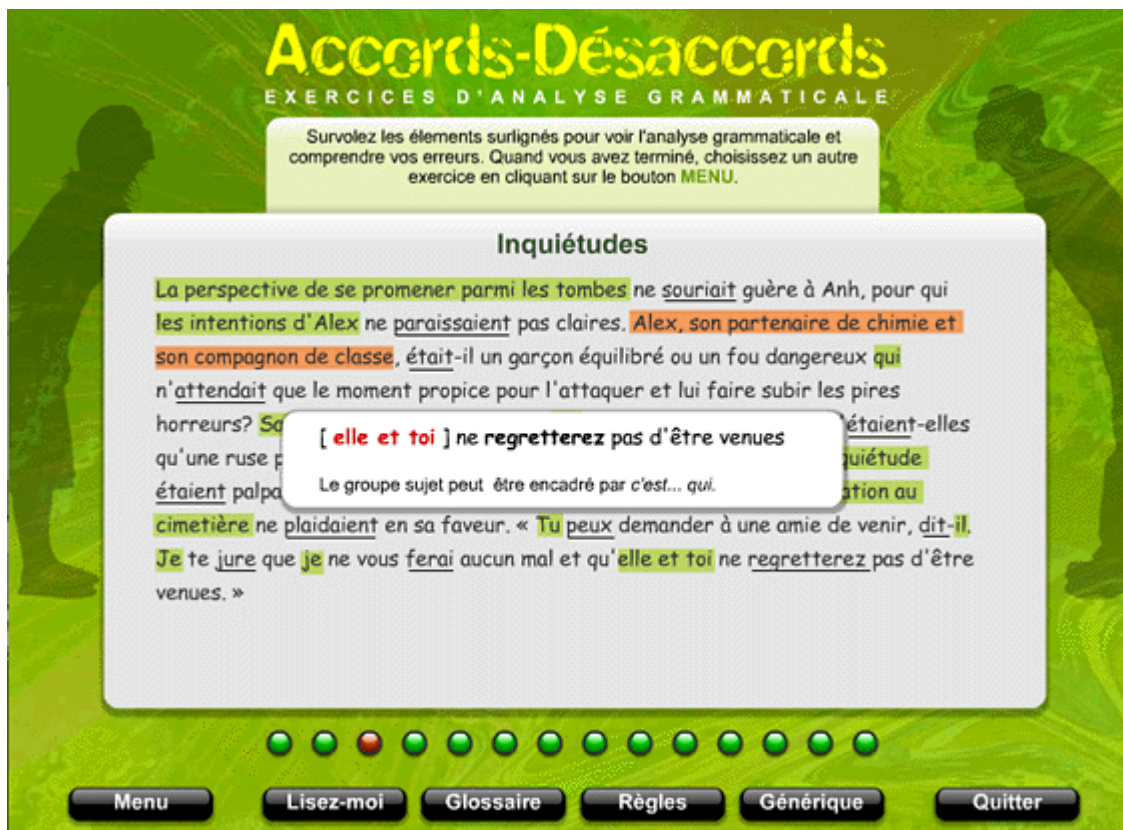 Accords-Désaccords
EXERCICES D'ANALYSE GRAMMATICALE
Survolez les élements surlignés pour voir l'analyse grammaticale et
comprendre vos erreurs. Quand vous avez terminé, choisissez un autre
exercice en cliquant sur le bouton MENU.
Inquiétudes
La perspective de se promener parmi les tombes ne souriait guère à Anh, pour qui
les intentions d'Alex ne paraissaient pas claires. Alex, son partenaire de chimie et
son compagnon de classe, était-il un garçon équilibré ou un fou dangereux qui
n'attendait que le moment propice pour l'attaquer et lui faire subir les pires
horreurs? étaient-elles
[ elle et toi ] ne regretterez pas d'être venues
qu'une ruse
Le groupe sujet peut être encadré par c'est... qui.
étaient au
cimetière ne plaidaient en sa faveur. « Tu peux demander à une amie de venir, dit-il.
Je te jure que je ne vous ferai aucun mal et qu'elle et toi ne regretterez pas d'être
venues. »
Menu
Lisez-moi
Glossaire
Règles
Générique
Quitter